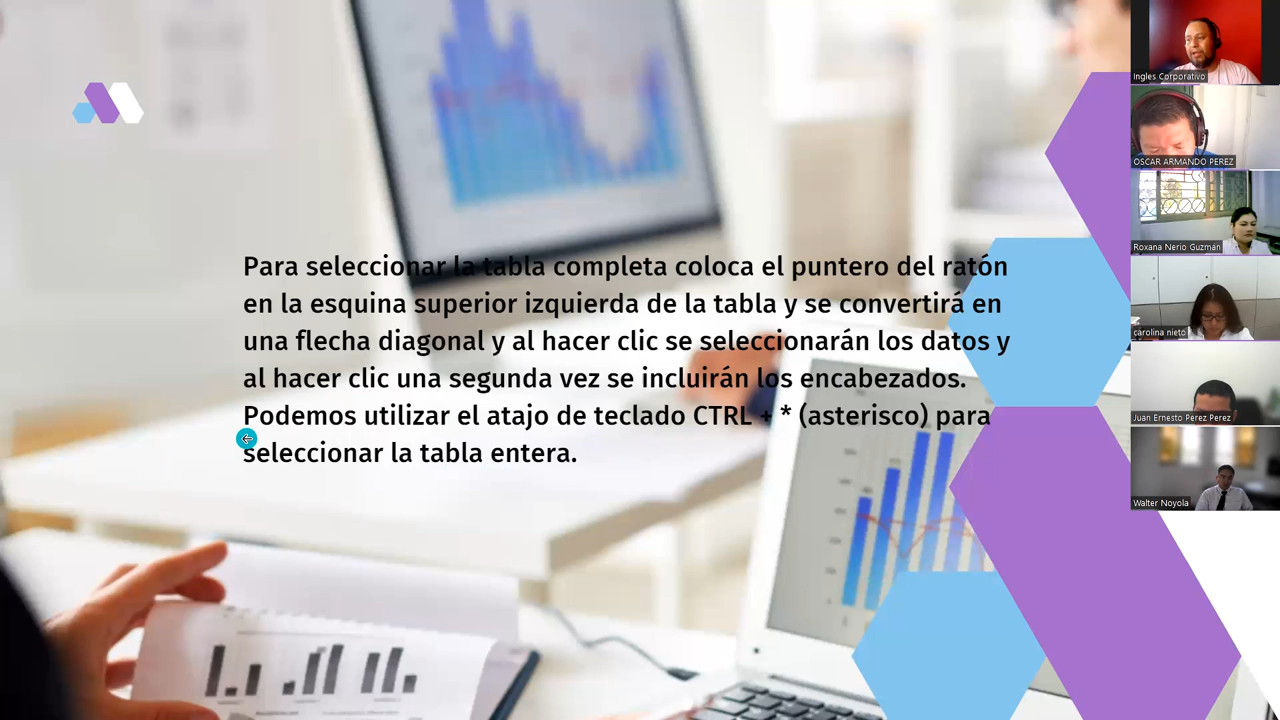 Para seleccionar la tabla completa coloca el puntero del ratón
en la esquina superior izquierda de la tabla y se convertirá en
una flecha diagonal y al hacer clic se seleccionarán los datos y
al hacer clic una segunda vez se incluirán los encabezados.
Podemos utilizar el atajo de teclado CTRL + * (asterisco) para
seleccionar la tabla entera.
Ingles Corporativo
OSCAR ARMANDO PEREZ
Roxana Nerio Guzmán
carolina nieto
Juan Ernesto Perez Perez
Walter Noyola